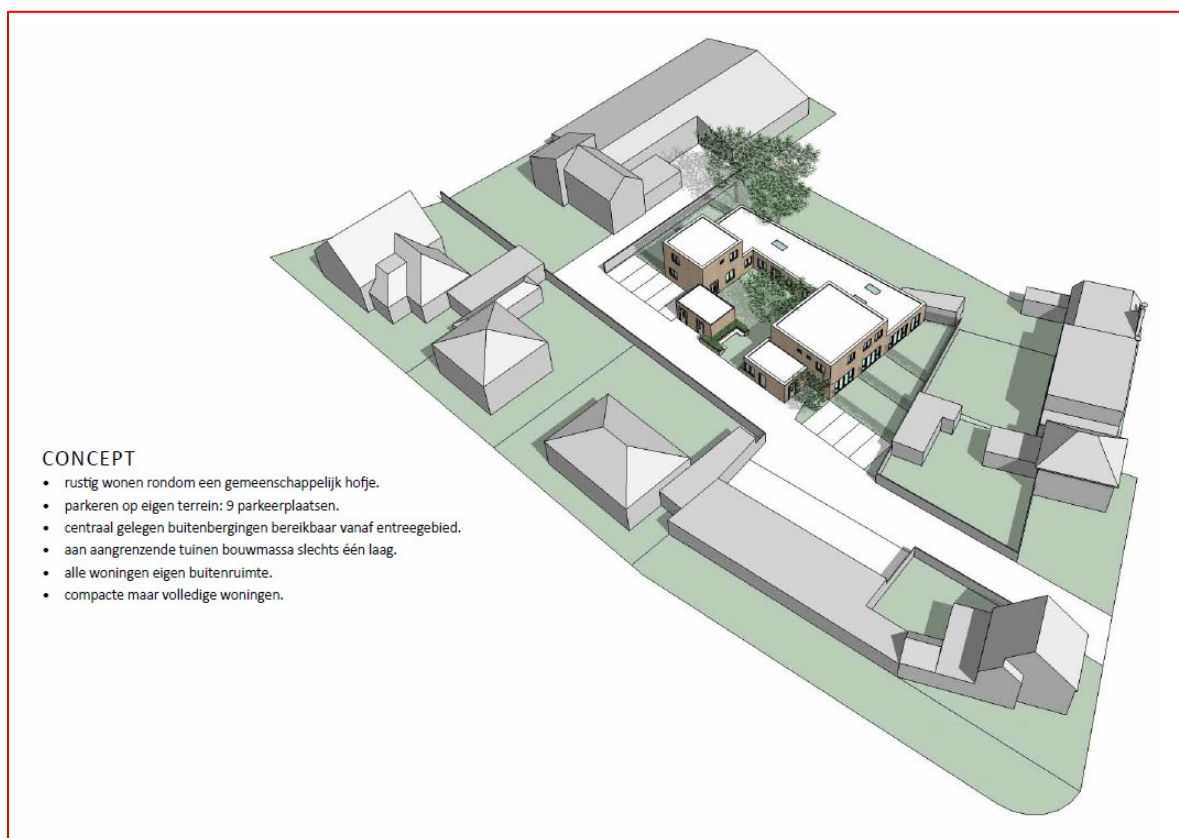 CONCEPT
• rustig wonen rondom een gemeenschappelijk hofje.
• parkeren op eigen terrein: 9 parkeerplaatsen.
• centraal gelegen buitenbergingen bereikbaar vanaf entreegebied.
• aan aangrenzende tuinen bouwmassa slechts één laag.
• alle woningen eigen buitenruimte.
• compacte maar volledige woningen.